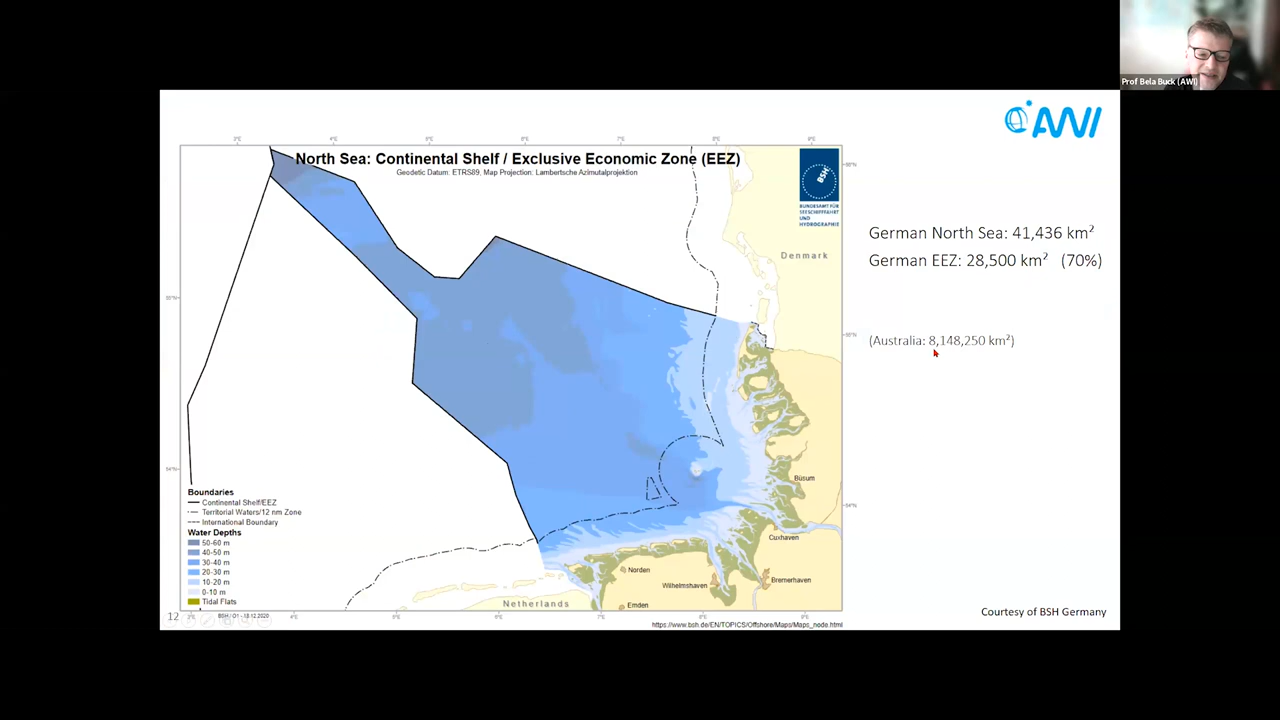 Prof Bela Buck (AWI)
AWI
North Sea: Continental Shelf / Exclusive Economic Zone (EEZ)
Geodetic Datum: ETRS89, Map Projection: Lambertsche Azimutalprojektion
BSH
BUNDESAMT FÜR
SEESCHIFFFAHRT
UND
HYDROGRAPHIE
Denmark
German North Sea: 41,436 km²
German EEZ: 28,500 km² (70%)
(Australia: 8,148,250 km²)
Büsum
Cuxhaven
Bremerhaven
Wilhelmshaven
Norden
Emden
Netherlands
Boundaries
Continental Shelf/EEZ
Territorial Waters/12 nm Zone
International Boundary
Water Depths
50-60 m
40-50 m
30-40 m
20-30 m
10-20 m
0-10 m
Tidal Flats
12
Courtesy of BSH Germany
https://www.bsh.de/EN/TOPICS/Offshore/Maps/Maps_node.html